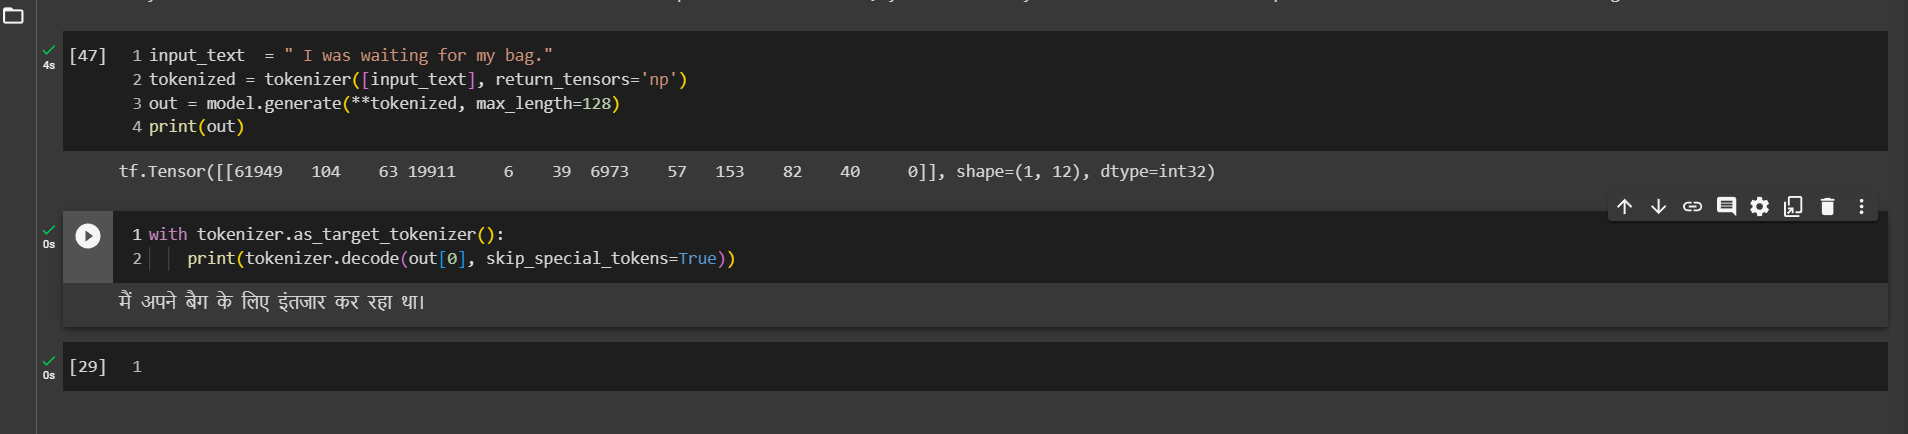 [47] 1 input_text  = " I was waiting for my bag."
4s 2 tokenized = tokenizer([input_text], return_tensors='np')
3 out = model.generate(**tokenized, max_length=128)
4 print(out)
tf.Tensor([[61949   104    63 19911     6    39  6973    57   153    82    40     0]], shape=(1, 12), dtype=int32)
1 with tokenizer.as_target_tokenizer():
0s 2     print(tokenizer.decode(out[0], skip_special_tokens=True))
मैं अपने बैग के लिए इंतजार कर रहा था।
[29] 1
0s